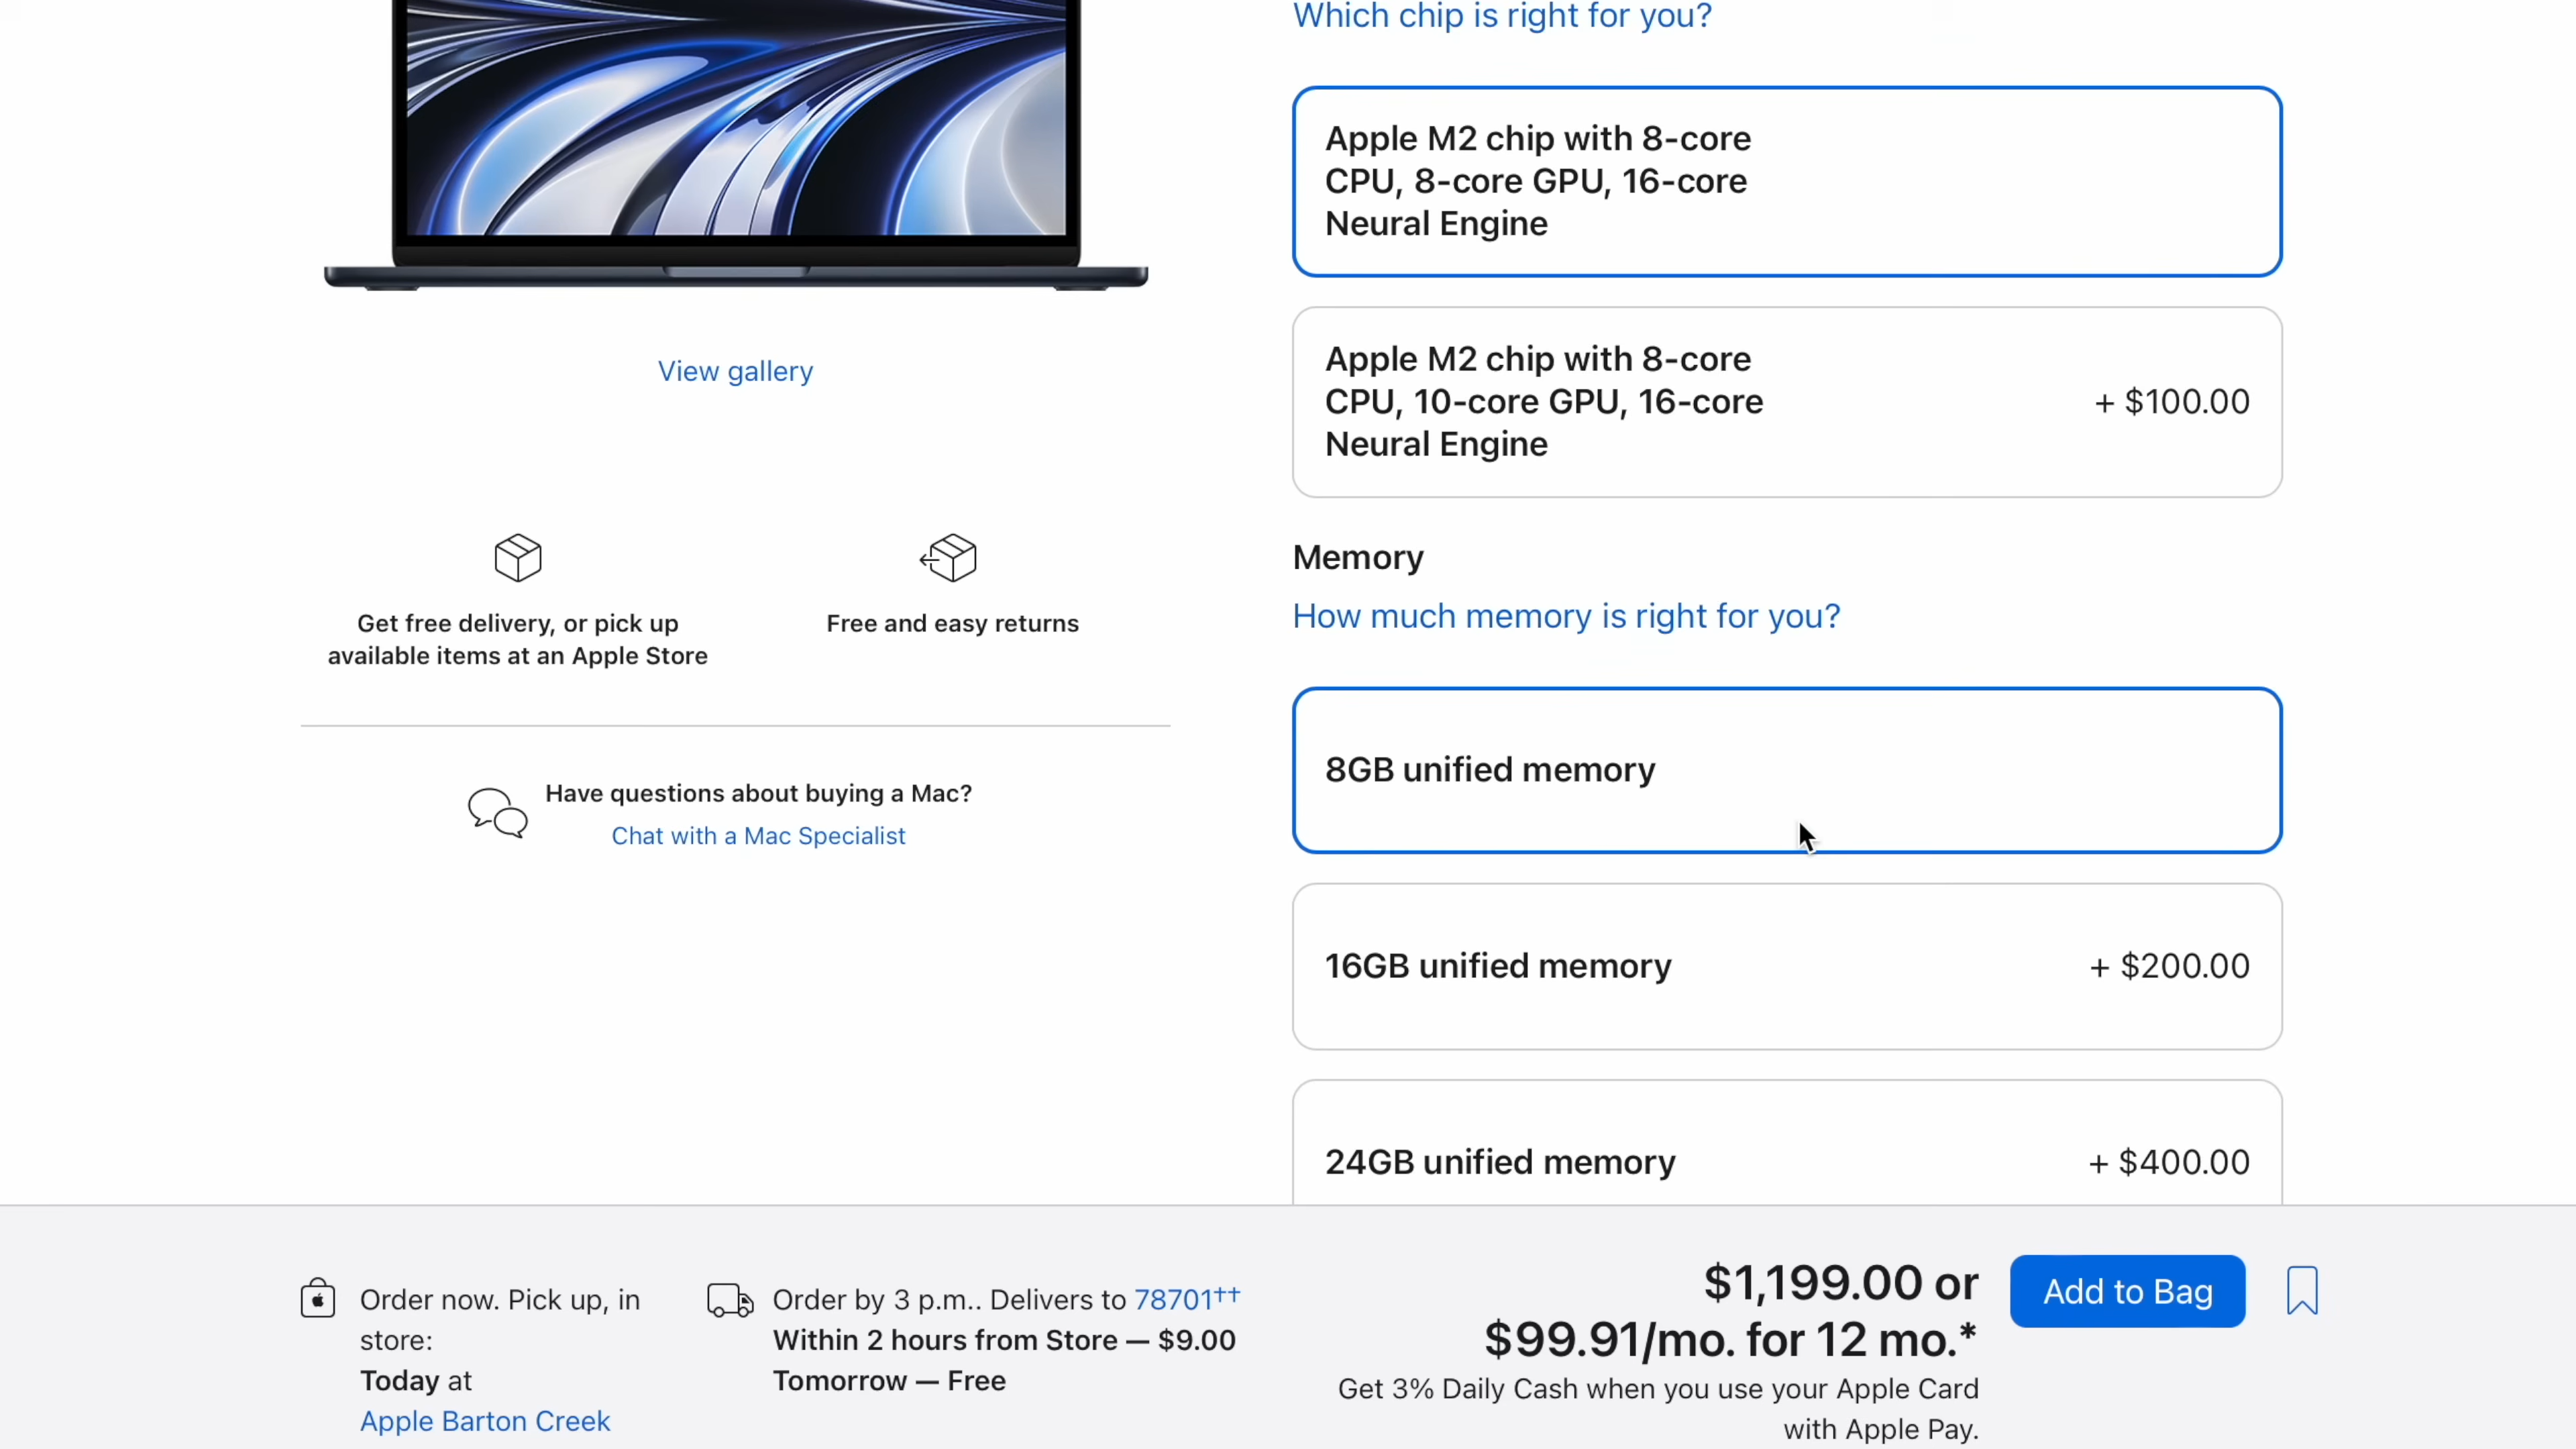 Which chip is right for you?
Apple M2 chip with 8-core
CPU, 8-core GPU, 16-core
Neural Engine
Apple M2 chip with 8-core
CPU, 10-core GPU, 16-core
Neural Engine
+ $100.00
View gallery
Get free delivery, or pick up
available items at an Apple Store
Free and easy returns
Have questions about buying a Mac?
Chat with a Mac Specialist
Memory
How much memory is right for you?
8GB unified memory
16GB unified memory
+ $200.00
24GB unified memory
+ $400.00
Order now. Pick up, in
store:
Today at
Apple Barton Creek
Order by 3 p.m.. Delivers to 78701††
Within 2 hours from Store — $9.00
Tomorrow — Free
$1,199.00 or
$99.91/mo. for 12 mo.*
Get 3% Daily Cash when you use your Apple Card
with Apple Pay.
Add to Bag